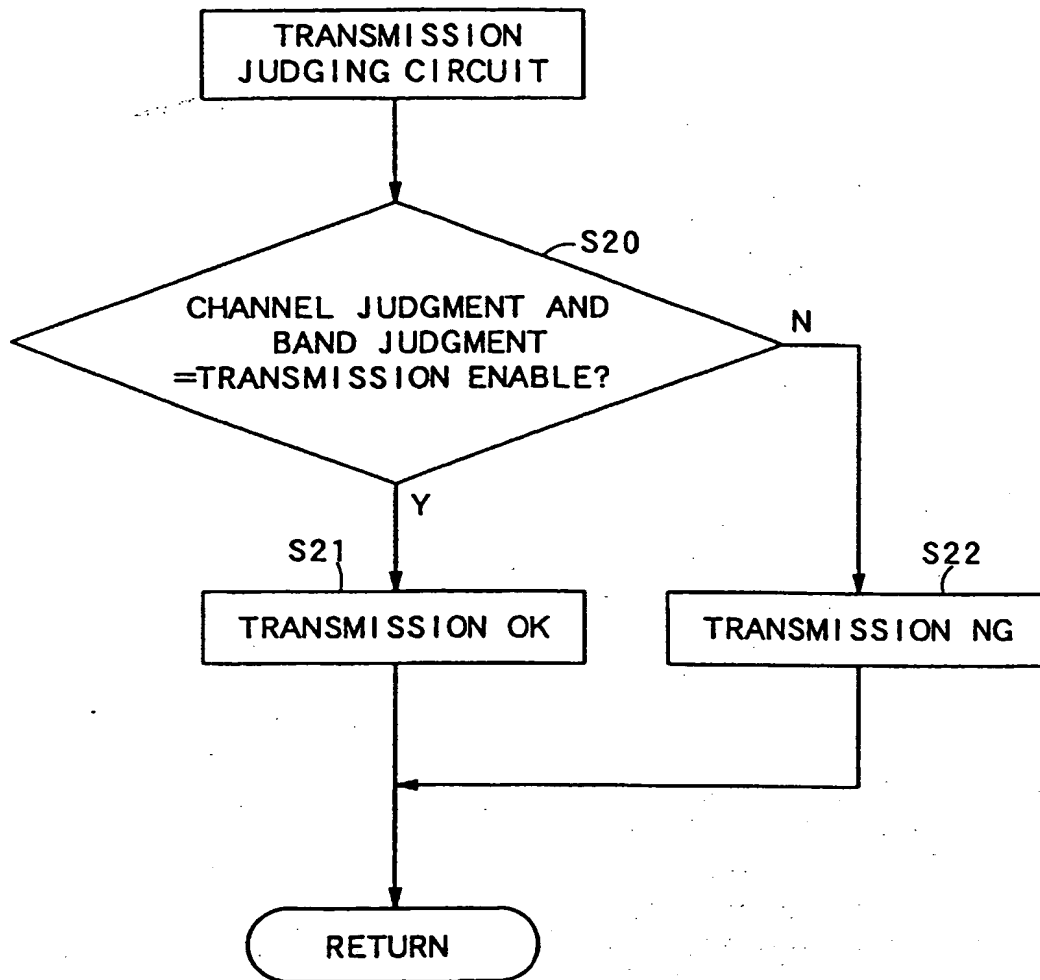 TRANSMISSION
JUDGING CIRCUIT
S20
CHANNEL JUDGMENT AND
BAND JUDGMENT
=TRANSMISSION ENABLE?
N
Y
S21
S22
TRANSMISSION OK
TRANSMISSION NG
RETURN